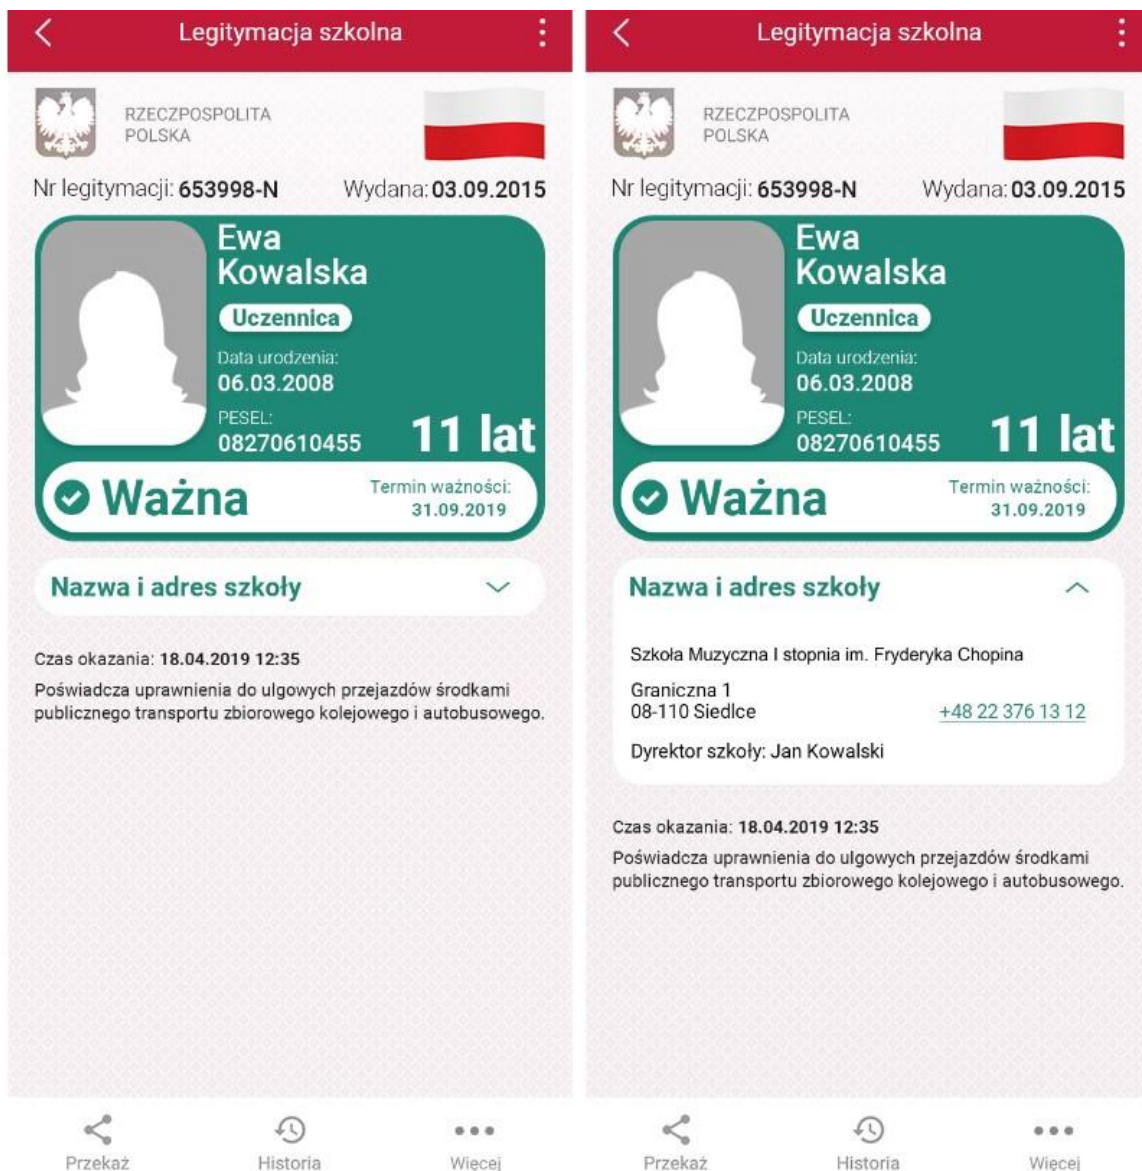 Legitymacja szkolna
RZECZPOSPOLITA
POLSKA
Nr legitymacji: 653998-N Wydana: 03.09.2015
Ewa
Kowalska
Uczennica
Data urodzenia:
06.03.2008
PESEL:
08270610455
11 lat
Ważna
Termin ważności:
31.09.2019
Nazwa i adres szkoły
Czas okazania: 18.04.2019 12:35
Poświadcza uprawnienia do ulgowych przejazdów środkami
publicznego transportu zbiorowego kolejowego i autobusowego.
Przekaż Historia Więcej
Legitymacja szkolna
RZECZPOSPOLITA
POLSKA
Nr legitymacji: 653998-N Wydana: 03.09.2015
Ewa
Kowalska
Uczennica
Data urodzenia:
06.03.2008
PESEL:
08270610455
11 lat
Ważna
Termin ważności:
31.09.2019
Nazwa i adres szkoły
Szkoła Muzyczna I stopnia im. Fryderyka Chopina
Graniczna 1
08-110 Siedlce +48 22 376 13 12
Dyrektor szkoły: Jan Kowalski
Czas okazania: 18.04.2019 12:35
Poświadcza uprawnienia do ulgowych przejazdów środkami
publicznego transportu zbiorowego kolejowego i autobusowego.
Przekaż Historia Więcej